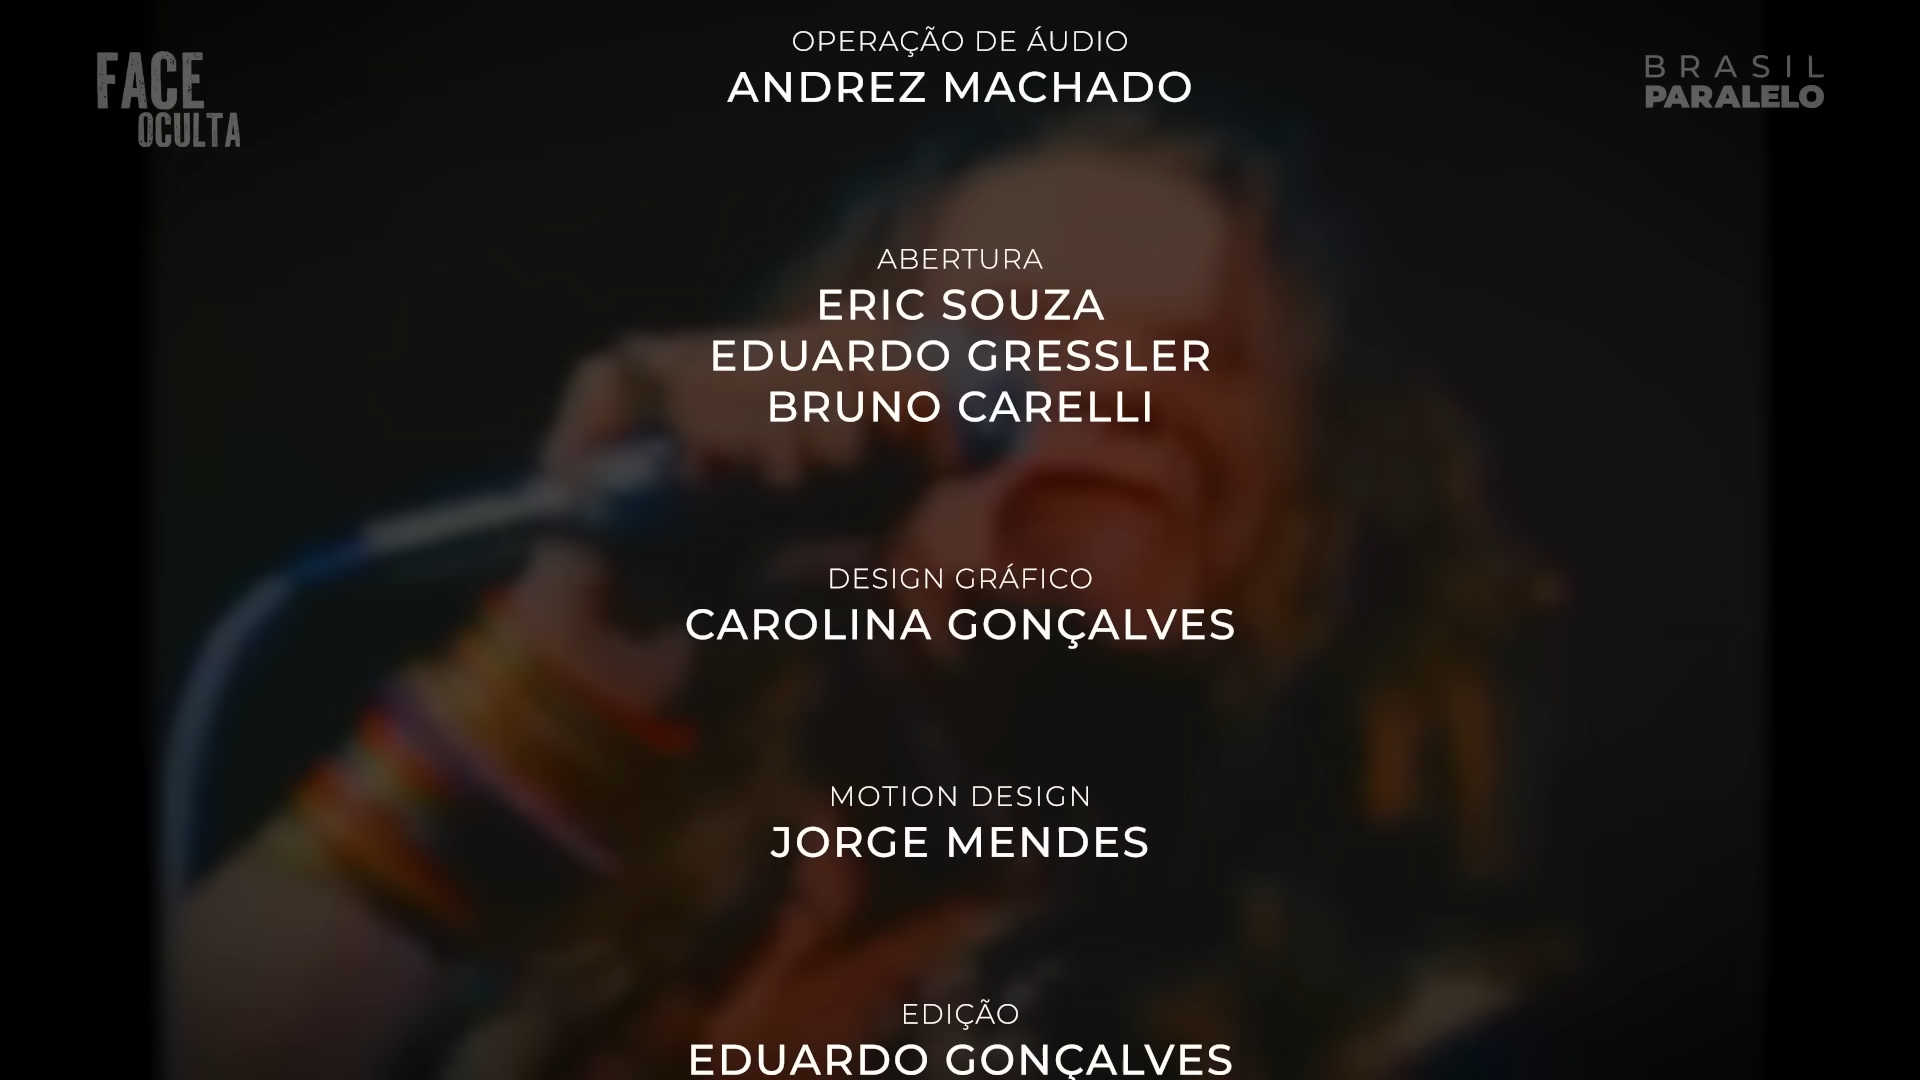 FACE
OCULTA
BRASIL
PARALELO
OPERAÇÃO DE ÁUDIO
ANDREZ MACHADO
ABERTURA
ERIC SOUZA
EDUARDO GRESSLER
BRUNO CARELLI
DESIGN GRÁFICO
CAROLINA GONÇALVES
MOTION DESIGN
JORGE MENDES
EDIÇÃO
EDUARDO GONÇALVES